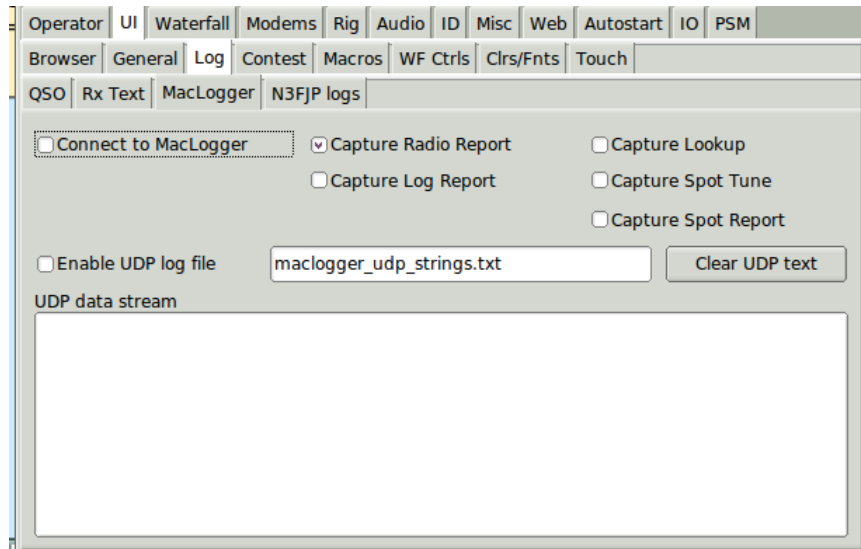 Operator UI Waterfall Modems Rig Audio ID Misc Web Autostart IO PSM
Browser General Log Contest Macros WF Ctrls Clrs/Fnts Touch
QSO Rx Text MacLogger N3FJP logs
Connect to MacLogger Capture Radio Report Capture Lookup
Capture Log Report Capture Spot Tune
Capture Spot Report
Enable UDP log file maclogger_udp_strings.txt Clear UDP text
UDP data stream